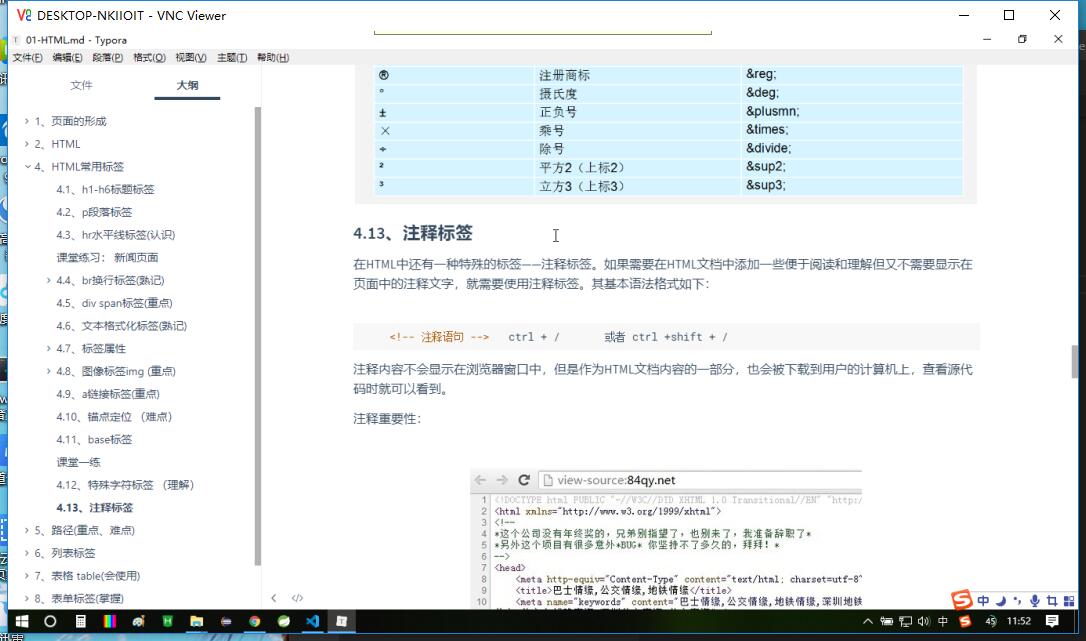 DESKTOP-NKIIOIT - VNC Viewer
01-HTML.md - Typora
文件(F) 编辑(E) 段落(P) 格式(O) 视图(V) 主题(T) 帮助(H)
文件 大纲
1、页面的形成
2、HTML
4、HTML常用标签
4.1、h1-h6标题标签
4.2、p段落标签
4.3、hr水平线标签(认识)
课堂练习： 新闻页面
4.4、br换行标签(熟记)
4.5、div span标签(重点)
4.6、文本格式化标签(熟记)
4.7、标签属性
4.8、图像标签img (重点)
4.9、a链接标签(重点)
4.10、锚点定位 （难点）
4.11、base标签
课堂一练
4.12、特殊字符标签 （理解）
4.13、注释标签
5、路径(重点、难点)
6、列表标签
7、表格 table(会使用)
8、表单标签(掌握)
® 注册商标 &reg;
° 摄氏度 &deg;
± 正负号 &plusmn;
× 乘号 &times;
÷ 除号 &divide;
² 平方2（上标2） &sup2;
³ 立方3（上标3） &sup3;
4.13、注释标签
在HTML中还有一种特殊的标签——注释标签。如果需要在HTML文档中添加一些便于阅读和理解但又不需要显示在
页面中的注释文字，就需要使用注释标签。其基本语法格式如下：
<!-- 注释语句 --> ctrl + / 或者 ctrl +shift + /
注释内容不会显示在浏览器窗口中，但是作为HTML文档内容的一部分，也会被下载到用户的计算机上，查看源代
码时就可以看到。
注释重要性：
view-source:84qy.net
1 <!DOCTYPE html PUBLIC "-//W3C//DTD XHTML 1.0 Transitional//EN" "http:/
2 <html xmlns="http://www.w3.org/1999/xhtml">
3 <!--
4 *这个公司没有年终奖的，兄弟别指望了，也别来了，我准备辞职了*
5 *另外这个项目有很多意外*BUG* 你坚持不了多久的，拜拜！*
6 -->
7 <head>
8 <meta http-equiv="Content-Type" content="text/html; charset=utf-8"
9 <title>巴士情缘,公交情缘,地铁情缘</title>
10 <meta name="keywords" content="巴士情缘,公交情缘,地铁情缘,深圳地铁
中
中 11:52